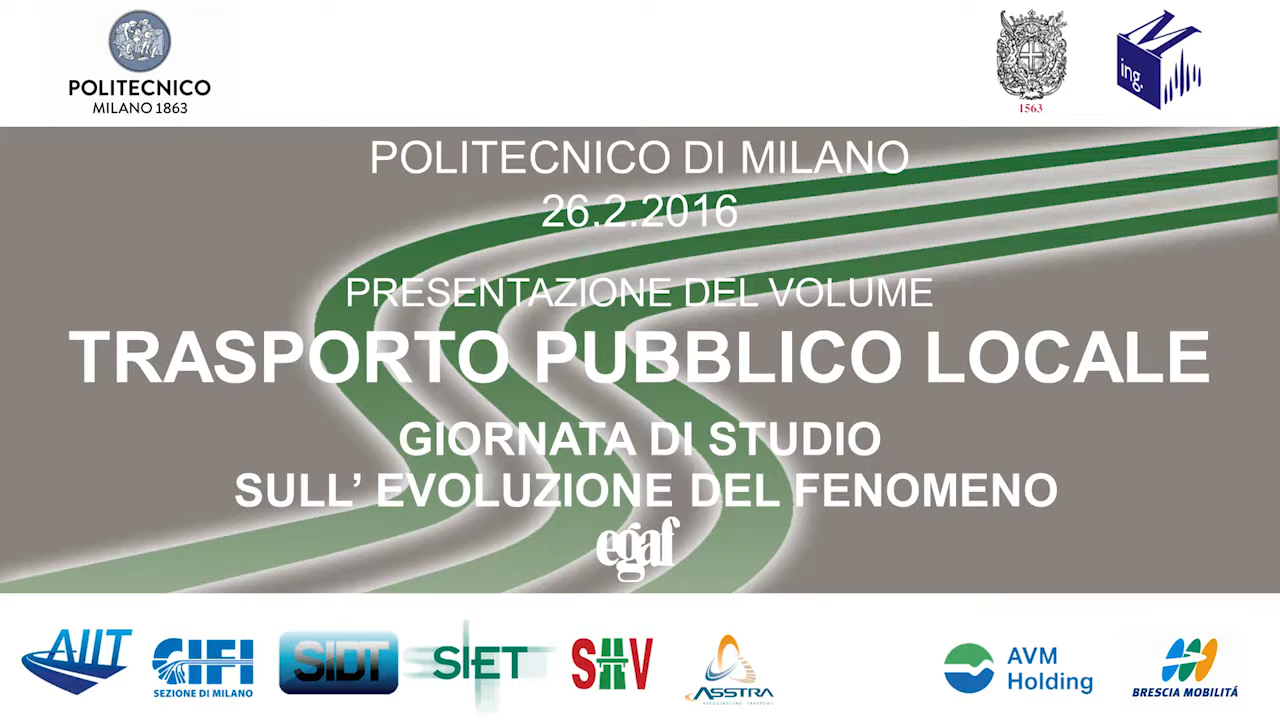 POLITECNICO
MILANO 1863
1563
ing.
POLITECNICO DI MILANO
26.2.2016
PRESENTAZIONE DEL VOLUME
TRASPORTO PUBBLICO LOCALE
GIORNATA DI STUDIO
SULL’ EVOLUZIONE DEL FENOMENO
egaf
AIIT
CIFI
SEZIONE DI MILANO
SIDT
SIET
SIIV
ASSTRA
ASSOCIAZIONE TRASPORTI
AVM
Holding
BRESCIA MOBILITÁ